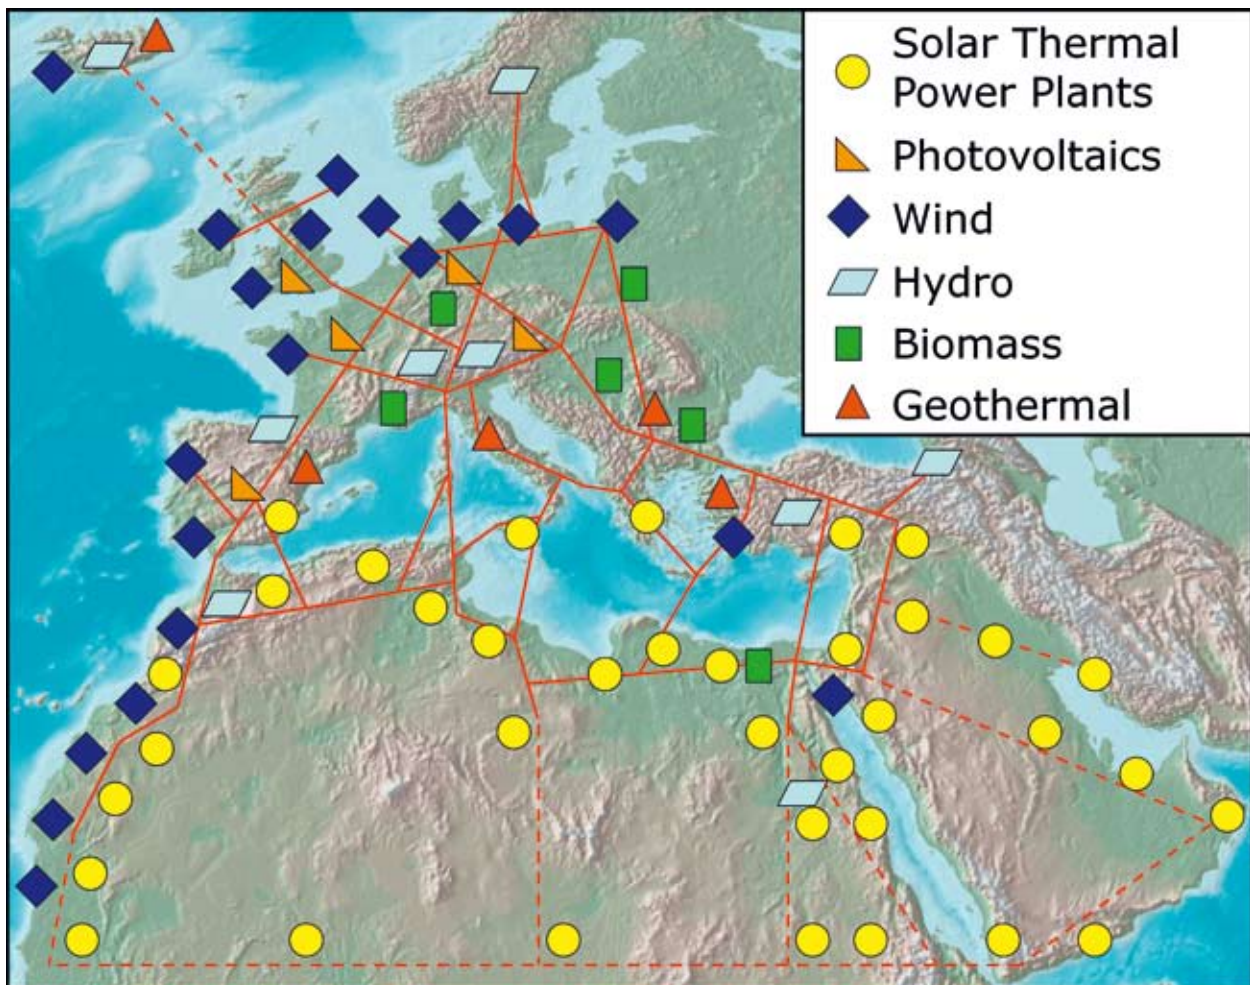 Solar Thermal
Power Plants
Photovoltaics
Wind
Hydro
Biomass
Geothermal